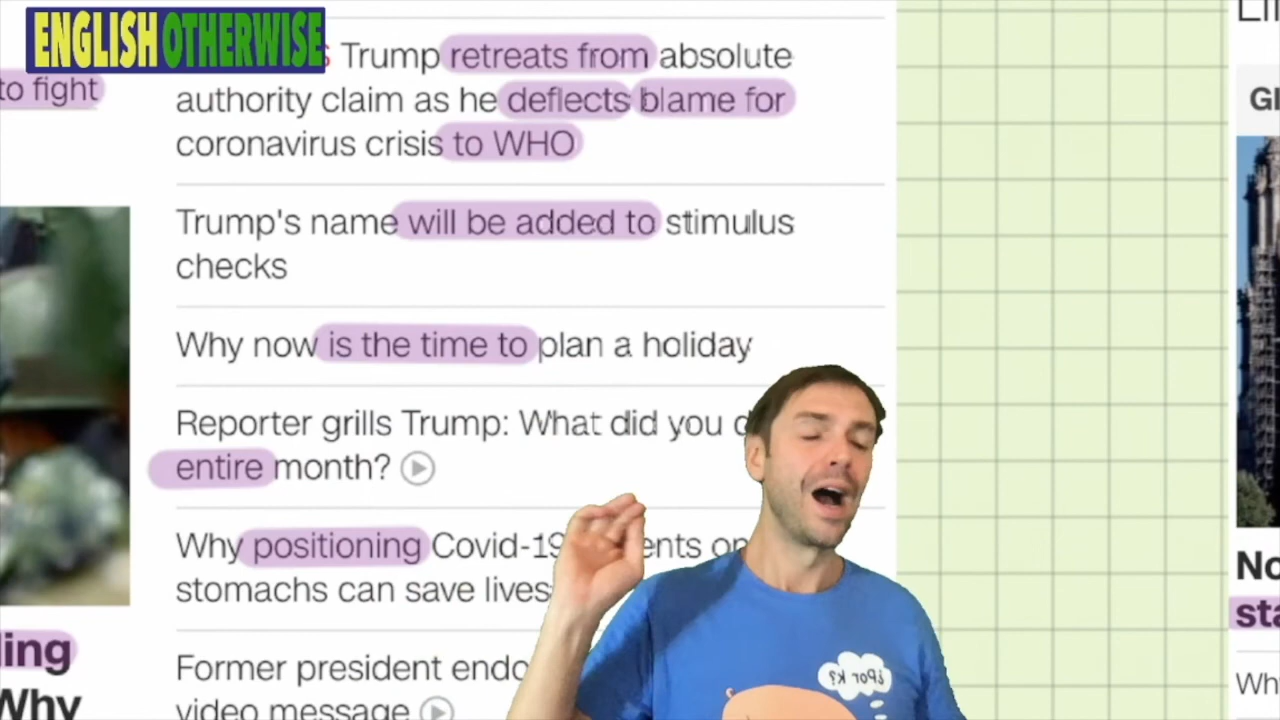 ENGLISH OTHERWISE
to fight
Trump retreats from absolute
authority claim as he deflects blame for
coronavirus crisis to WHO
Trump's name will be added to stimulus
checks
Why now is the time to plan a holiday
Reporter grills Trump: What did you
entire month?
Why positioning Covid-19
stomachs can save lives
Former president
video message
Why
¿Por k?